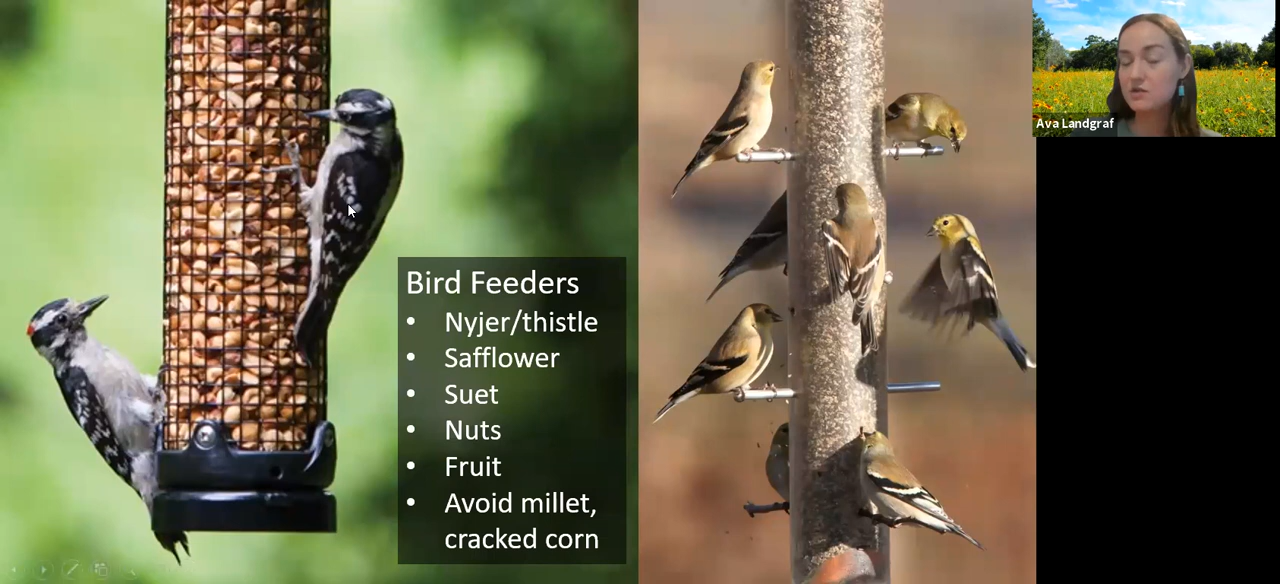 Ava Landgraf
Bird Feeders
• Nyjer/thistle
• Safflower
• Suet
• Nuts
• Fruit
• Avoid millet,
cracked corn